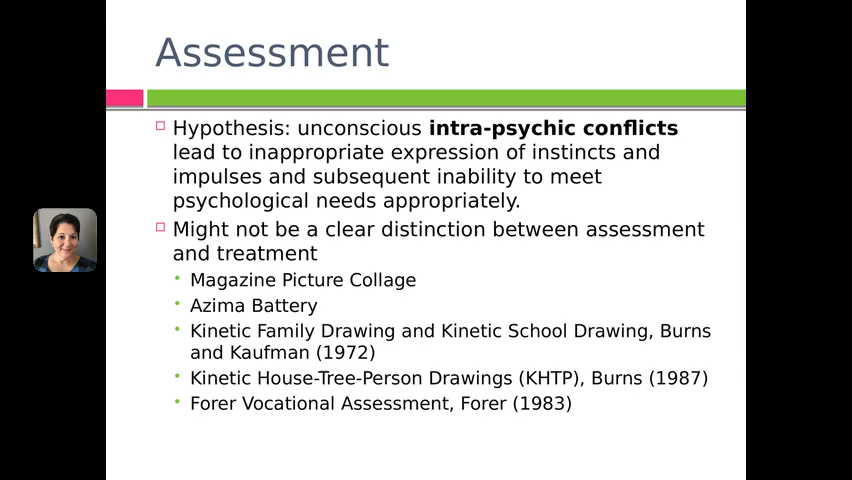 Assessment
Hypothesis: unconscious intra-psychic conflicts
lead to inappropriate expression of instincts and
impulses and subsequent inability to meet
psychological needs appropriately.
Might not be a clear distinction between assessment
and treatment
Magazine Picture Collage
Azima Battery
Kinetic Family Drawing and Kinetic School Drawing, Burns
and Kaufman (1972)
Kinetic House-Tree-Person Drawings (KHTP), Burns (1987)
Forer Vocational Assessment, Forer (1983)